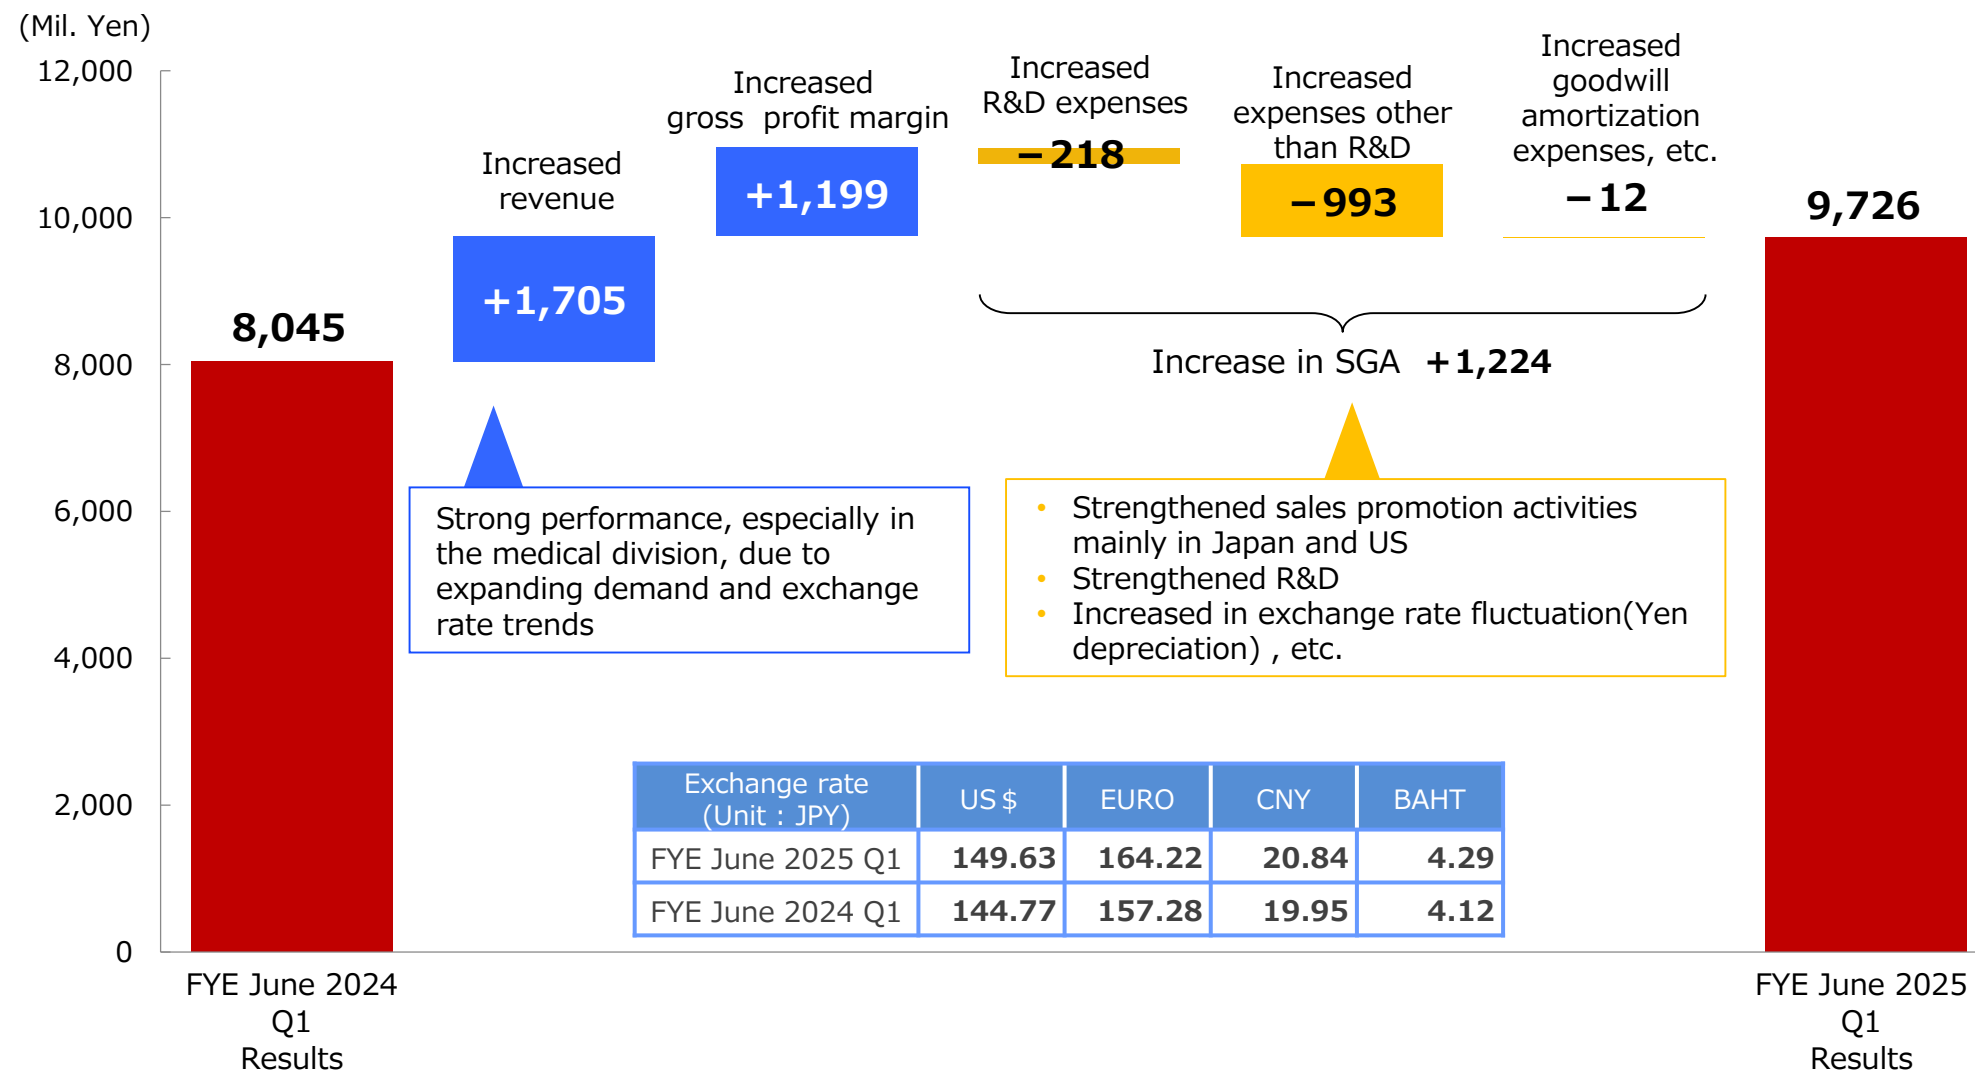 (Mil. Yen)
12,000
10,000
8,000
6,000
4,000
2,000
0
8,045
Increased
revenue
+1,705
Increased
gross  profit margin
+1,199
Increased
R&D expenses
−218
Increased
expenses other
than R&D
−993
Increased
goodwill
amortization
expenses, etc.
−12
9,726
Increase in SGA +1,224
Strong performance, especially in
the medical division, due to
expanding demand and exchange
rate trends
• Strengthened sales promotion activities
mainly in Japan and US
• Strengthened R&D
• Increased in exchange rate fluctuation(Yen
depreciation) , etc.
Exchange rate
(Unit : JPY) US $ EURO CNY BAHT
FYE June 2025 Q1 149.63 164.22 20.84 4.29
FYE June 2024 Q1 144.77 157.28 19.95 4.12
FYE June 2024
Q1
Results
FYE June 2025
Q1
Results